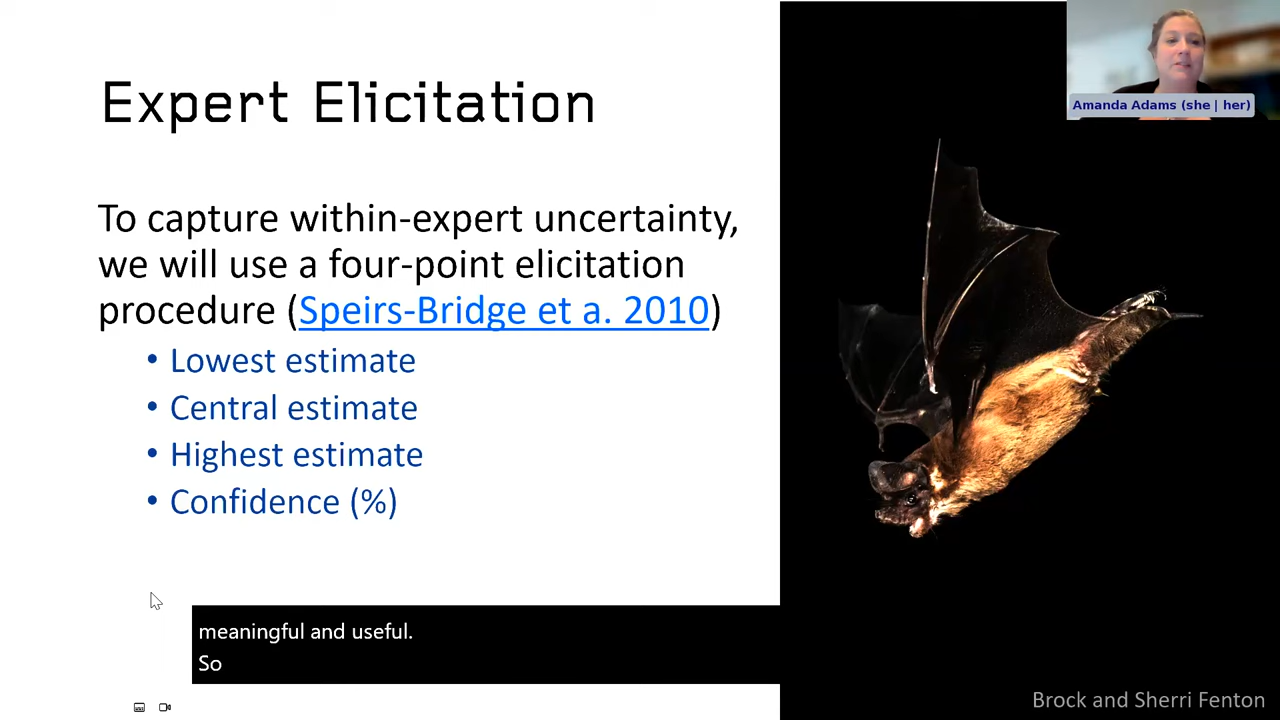 Expert Elicitation
To capture within-expert uncertainty,
we will use a four-point elicitation
procedure (Speirs-Bridge et a. 2010)
• Lowest estimate
• Central estimate
• Highest estimate
• Confidence (%)
meaningful and useful.
So
Amanda Adams (she | her)
Brock and Sherri Fenton